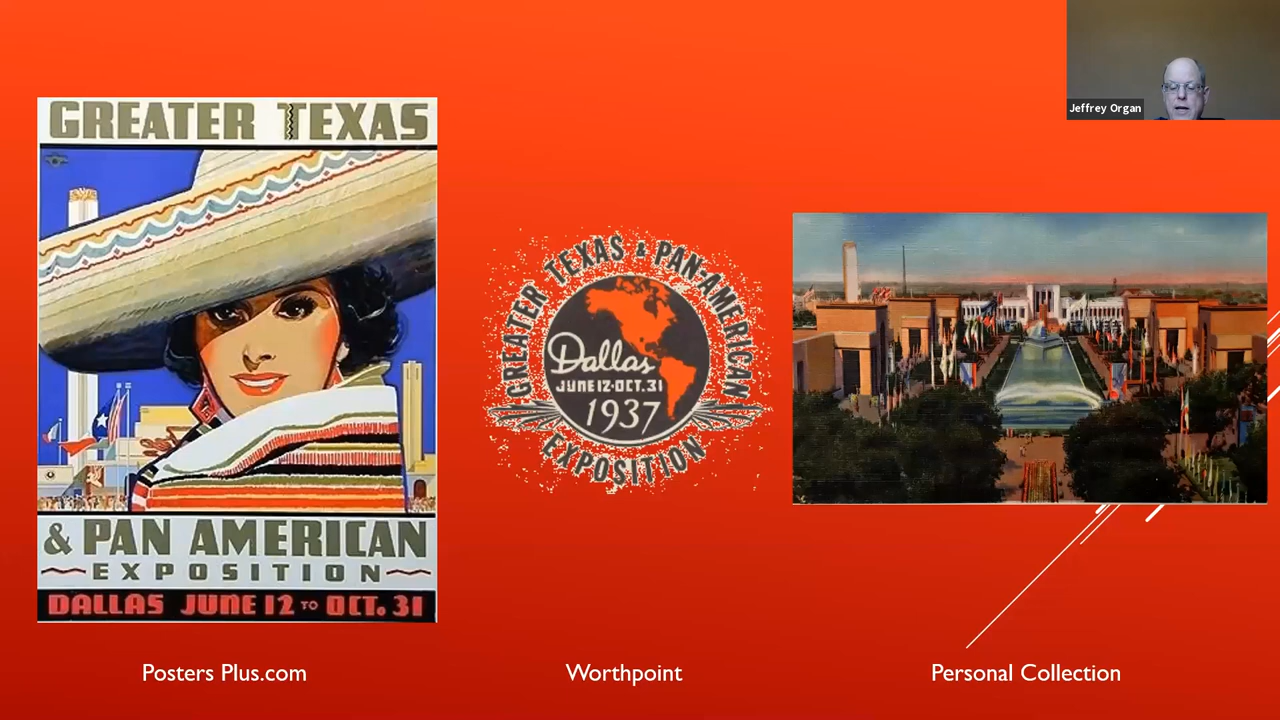 Jeffrey Organ
GREATER TEXAS
& PAN AMERICAN
EXPOSITION
DALLAS JUNE 12 TO OCT. 31
GREATER TEXAS & PAN-AMERICAN
Dallas
JUNE 12-OCT. 31
1937
EXPOSITION
Posters Plus.com
Worthpoint
Personal Collection